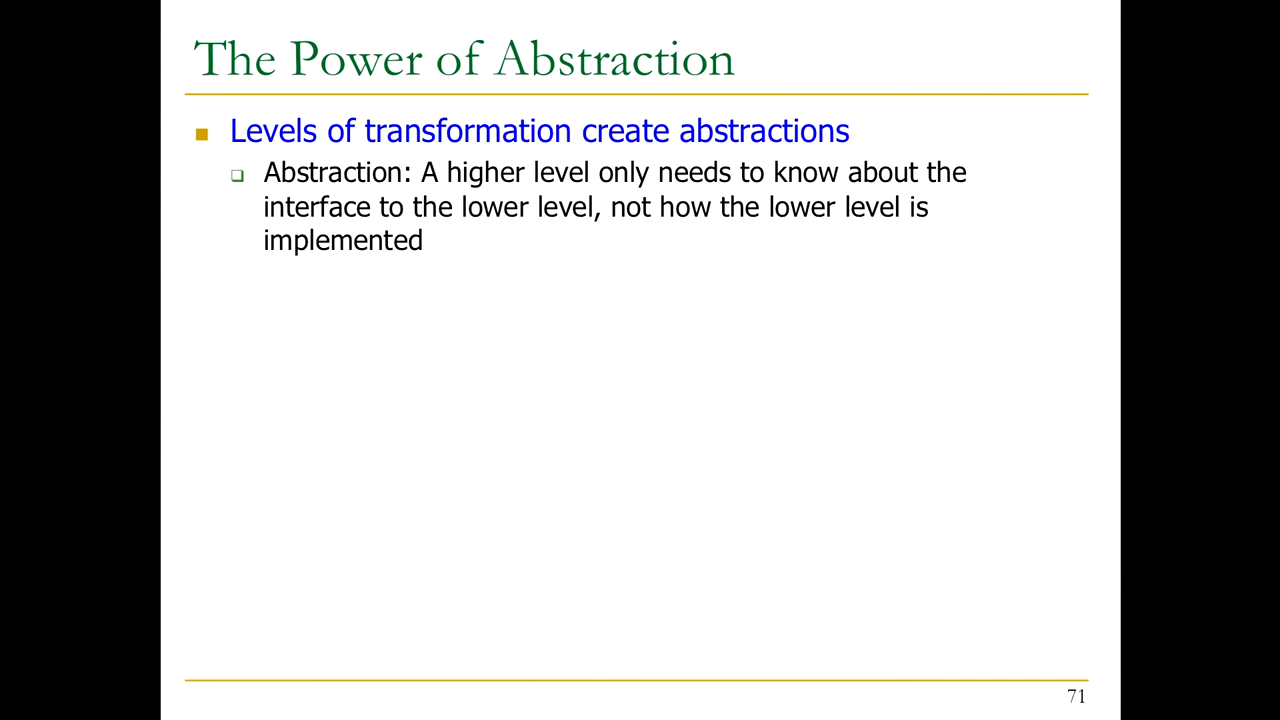 The Power of Abstraction
Levels of transformation create abstractions
Abstraction: A higher level only needs to know about the
interface to the lower level, not how the lower level is
implemented
71